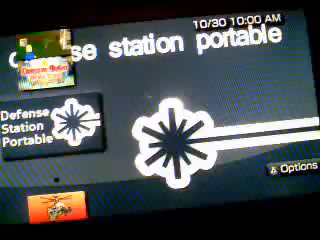 10/30 10:00 AM
se station portable
Defense
Station
Portable
Options